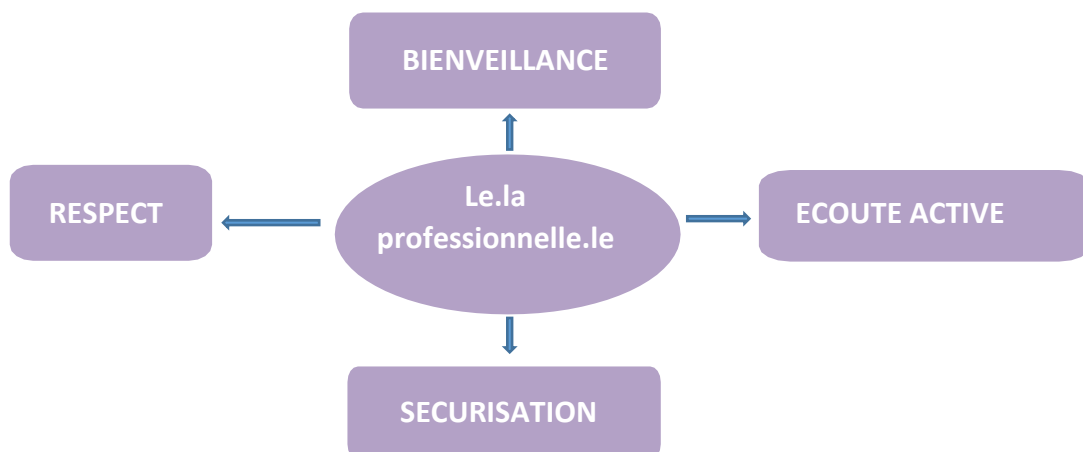 BIENVEILLANCE
RESPECT
Le.la
professionnelle.le
ECOUTE ACTIVE
SECURISATION